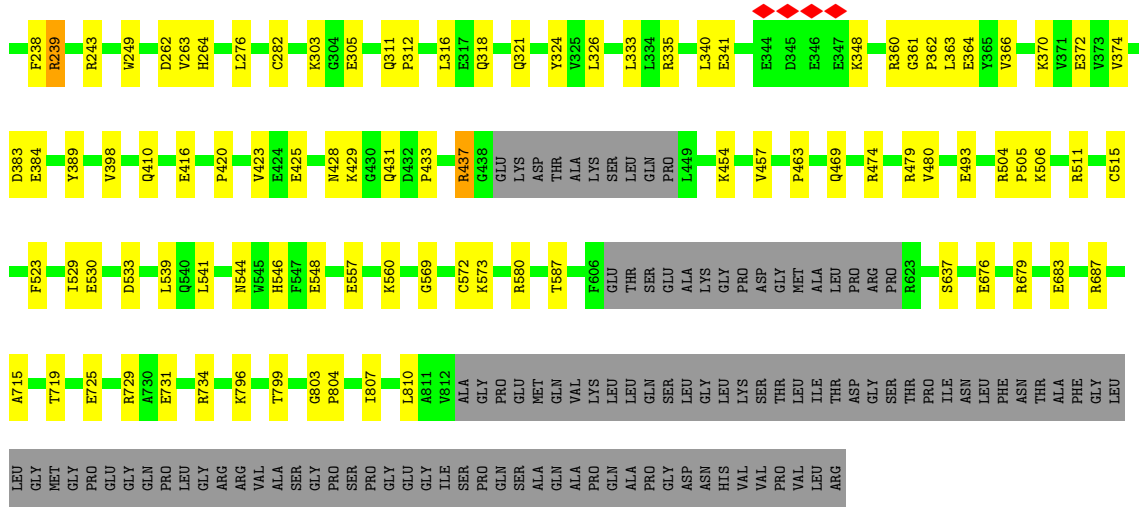 F238 R239 R243 W249 D262 V263 H264 L276 C282 K303 G304 E305 Q311 P312 L316 E317 Q318 Q321 Y324 V325 L326 L333 L334 R335 L340 E341 E344 D345 E346 E347 K348 R360 G361 P362 L363 E364 Y365 V366 K370 V371 E372 V373 V374
D383 E384 Y389 V398 Q410 E416 P420 V423 E424 E425 N428 K429 G430 Q431 D432 P433 R437 G438 GLU LYS ASP THR ALA LYS SER LEU GLN PRO L449 K454 V457 P463 Q469 R474 R479 V480 E493 R504 P505 K506 R511 C515
F523 I529 E530 D533 L539 Q540 L541 N544 W545 H546 F547 E548 E557 K560 G569 C572 K573 R580 T587 F606 GLU THR SER GLU ALA LYS GLY PRO ASP GLY MET ALA LEU PRO ARG PRO R623 S637 E676 R679 E683 R687
A715 T719 E725 R729 A730 E731 R734 K796 T799 G803 P804 I807 L810 A811 V812 ALA GLY PRO GLU MET GLN VAL LYS LEU LEU GLN SER LEU GLY LEU LYS SER THR LEU ILE THR ASP GLY SER THR PRO ILE ASN LEU PHE ASN THR ALA PHE GLY LEU
LEU GLY MET GLY PRO GLU GLY GLN PRO LEU GLY ARG ARG VAL ALA SER GLY PRO SER PRO GLY GLU GLY ILE SER PRO GLN SER ALA GLN ALA PRO GLN ALA PRO GLY ASP ASN HIS VAL VAL PRO VAL LEU ARG